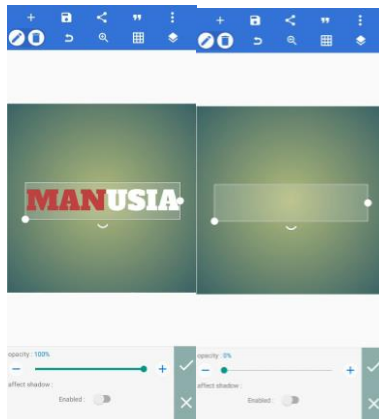 MANUSIA
opacity : 100%
affect shadow :
Enabled :
opacity : 0%
affect shadow :
Enabled :